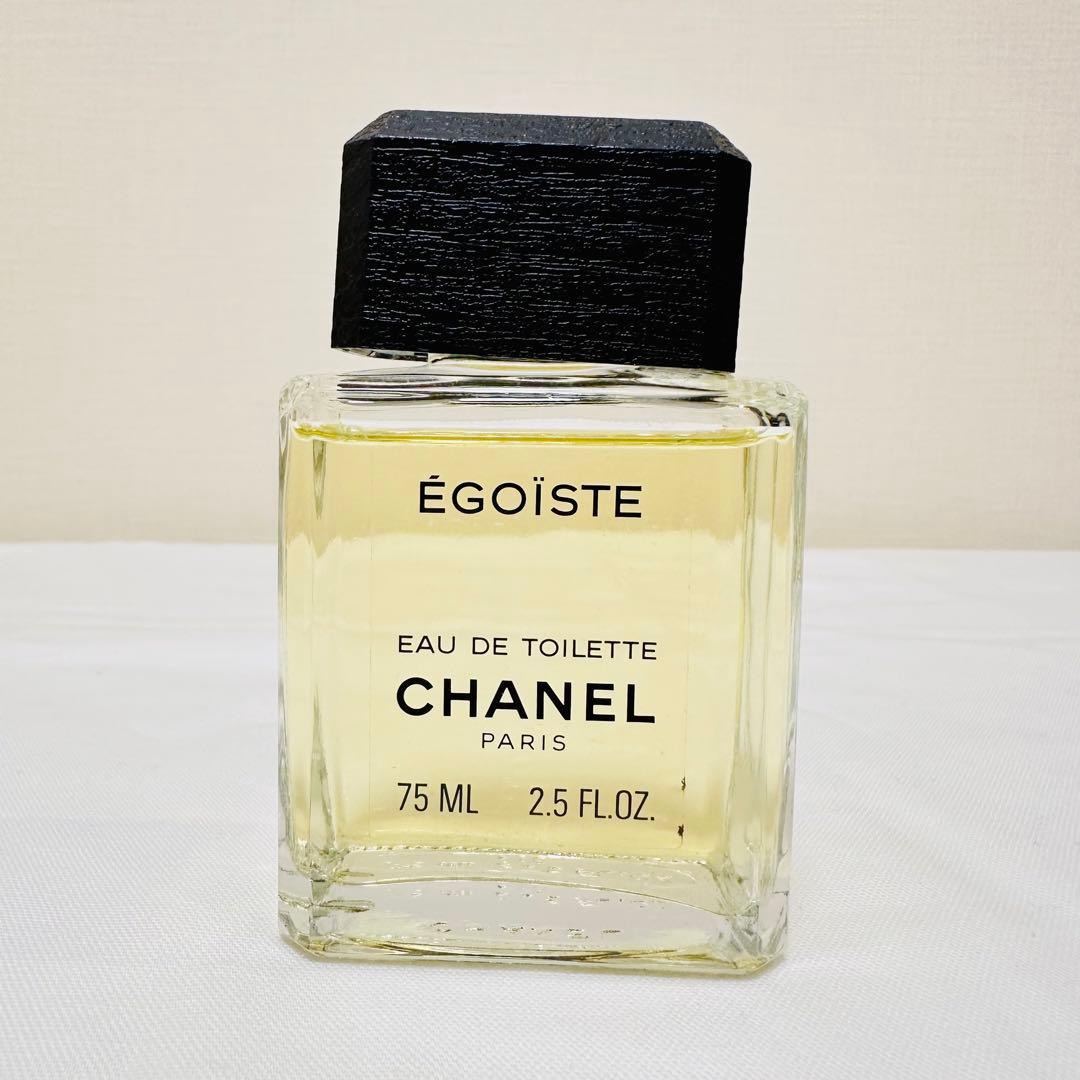 ÉGOÏSTE
EAU DE TOILETTE
CHANEL
PARIS
75 ML 2.5 FL.OZ.